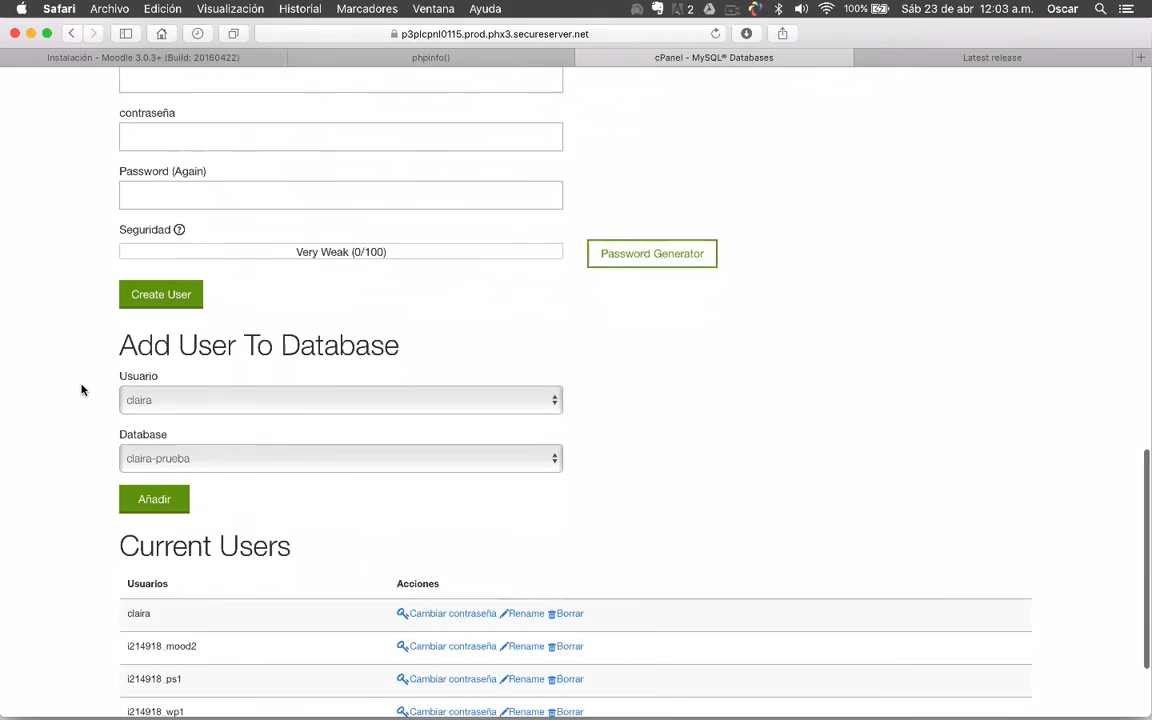 Safari Archivo Edición Visualización Historial Marcadores Ventana Ayuda 2 100% Sáb 23 de abr 12:03 a.m. Oscar
p3plcpnl0115.prod.phx3.secureserver.net
Instalación - Moodle 3.0.3+ (Build: 20160422) phpinfo() cPanel - MySQL® Databases Latest release
contraseña
Password (Again)
Seguridad
Very Weak (0/100)
Password Generator
Create User
Add User To Database
Usuario
claira
Database
claira-prueba
Añadir
Current Users
Usuarios Acciones
claira Cambiar contraseña Rename Borrar
i214918_mood2 Cambiar contraseña Rename Borrar
i214918_ps1 Cambiar contraseña Rename Borrar
i214918_wp1 Cambiar contraseña Rename Borrar